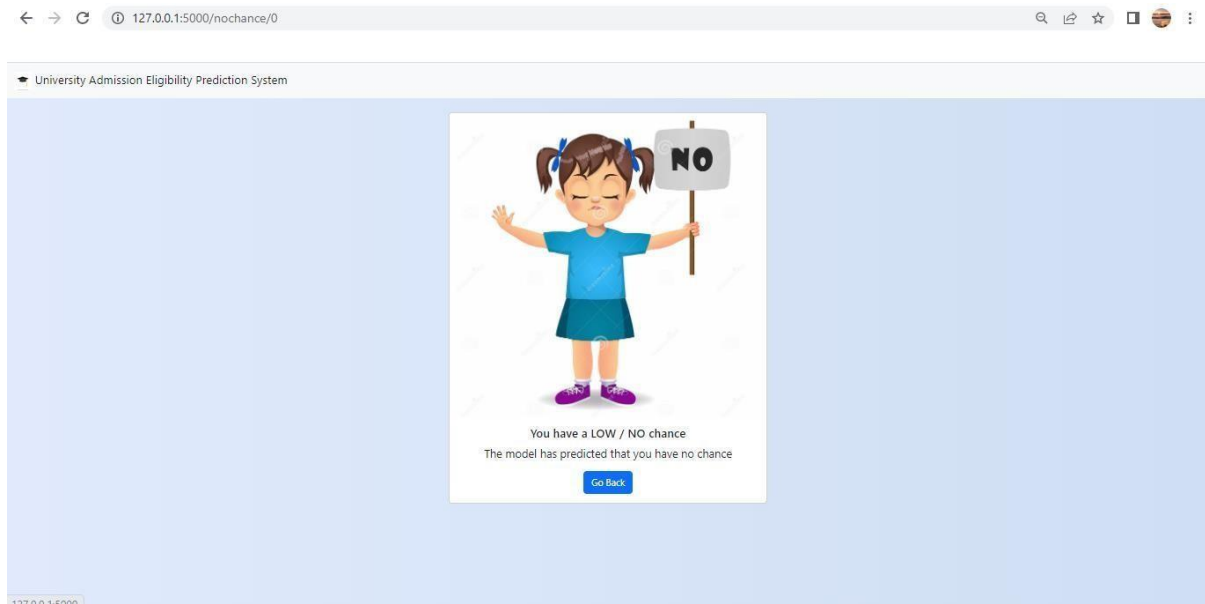 127.0.0.1:5000/nochance/0
University Admission Eligibility Prediction System
NO
You have a LOW / NO chance
The model has predicted that you have no chance
Go Back
127.0.0.1:5000